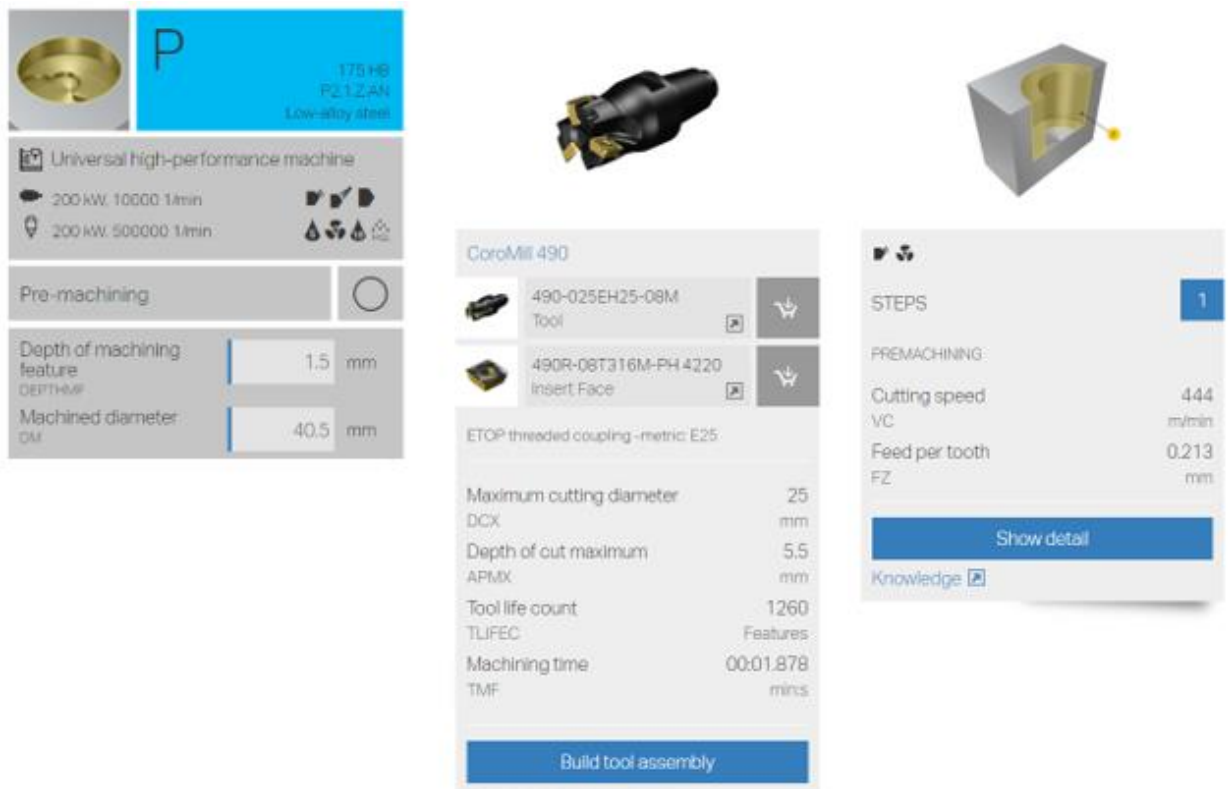 P
175 HB
P2.1.Z.AN
Low-alloy steel
Universal high-performance machine
200 kW, 10000 1/min
200 kW, 500000 1/min
Pre-machining
Depth of machining
feature
DEPTHMF
1.5 mm
Machined diameter
DM
40.5 mm
CoroMill 490
490-025EH25-08M
Tool
490R-08T316M-PH 4220
Insert Face
ETOP threaded coupling -metric: E25
Maximum cutting diameter 25
DCX mm
Depth of cut maximum 5.5
APMX mm
Tool life count 1260
TLIFEC Features
Machining time 00:01.878
TMF min:s
Build tool assembly
STEPS 1
PREMACHINING
Cutting speed 444
VC m/min
Feed per tooth 0.213
FZ mm
Show detail
Knowledge